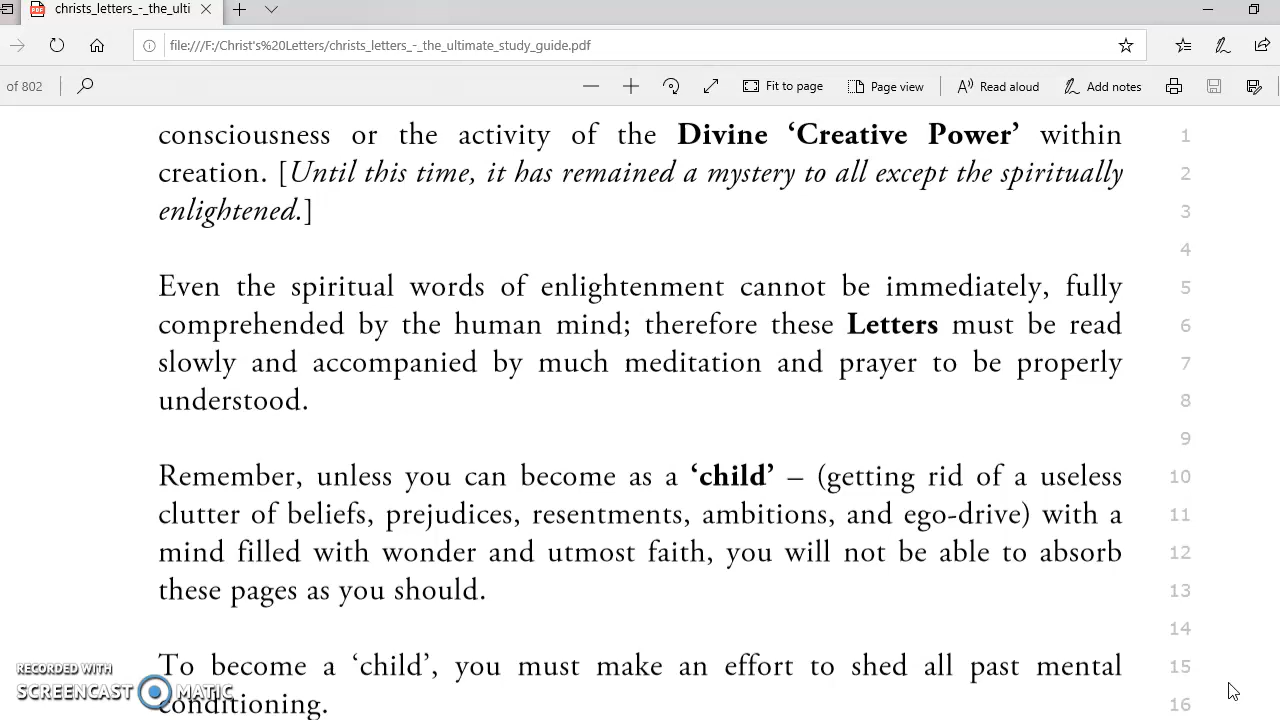 christs_letters_-_the_ulti
file:///F:/Christ's%20Letters/christs_letters_-_the_ultimate_study_guide.pdf
of 802
Fit to page
Page view
Read aloud
Add notes
consciousness or the activity of the Divine ‘Creative Power’ within 1
creation. [Until this time, it has remained a mystery to all except the spiritually 2
enlightened.] 3
4
Even the spiritual words of enlightenment cannot be immediately, fully 5
comprehended by the human mind; therefore these Letters must be read 6
slowly and accompanied by much meditation and prayer to be properly 7
understood. 8
9
Remember, unless you can become as a ‘child’ – (getting rid of a useless 10
clutter of beliefs, prejudices, resentments, ambitions, and ego-drive) with a 11
mind filled with wonder and utmost faith, you will not be able to absorb 12
these pages as you should. 13
14
To become a ‘child’, you must make an effort to shed all past mental 15
conditioning. 16
RECORDED WITH
SCREENCAST MATIC